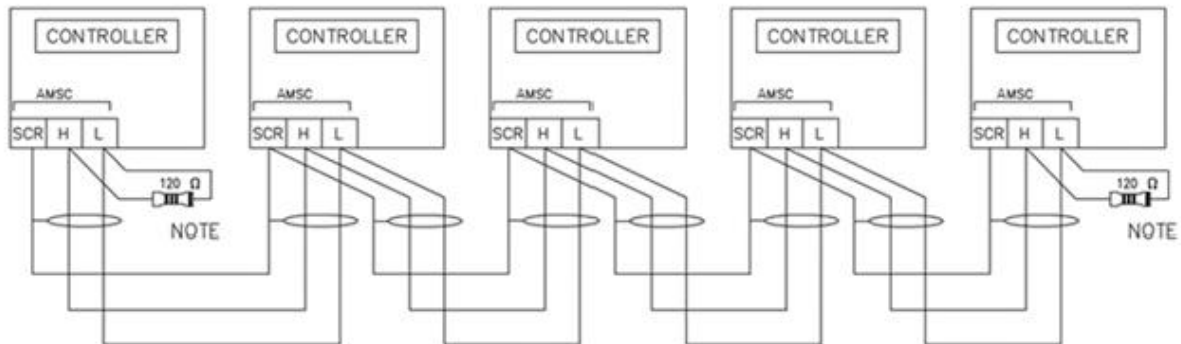 CONTROLLER CONTROLLER CONTROLLER CONTROLLER CONTROLLER
AMSC AMSC AMSC AMSC AMSC
SCR H L SCR H L SCR H L SCR H L SCR H L
120 Ω 120 Ω
NOTE NOTE